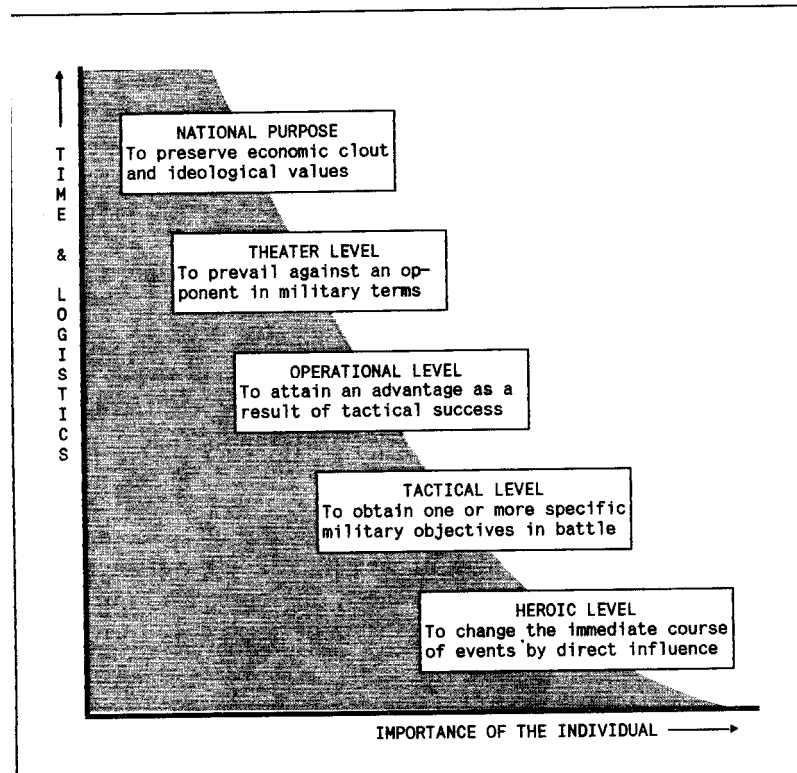 TIME & LOGISTICS
NATIONAL PURPOSE
To preserve economic clout
and ideological values
THEATER LEVEL
To prevail against an op-
ponent in military terms
OPERATIONAL LEVEL
To attain an advantage as a
result of tactical success
TACTICAL LEVEL
To obtain one or more specific
military objectives in battle
HEROIC LEVEL
To change the immediate course
of events by direct influence
IMPORTANCE OF THE INDIVIDUAL